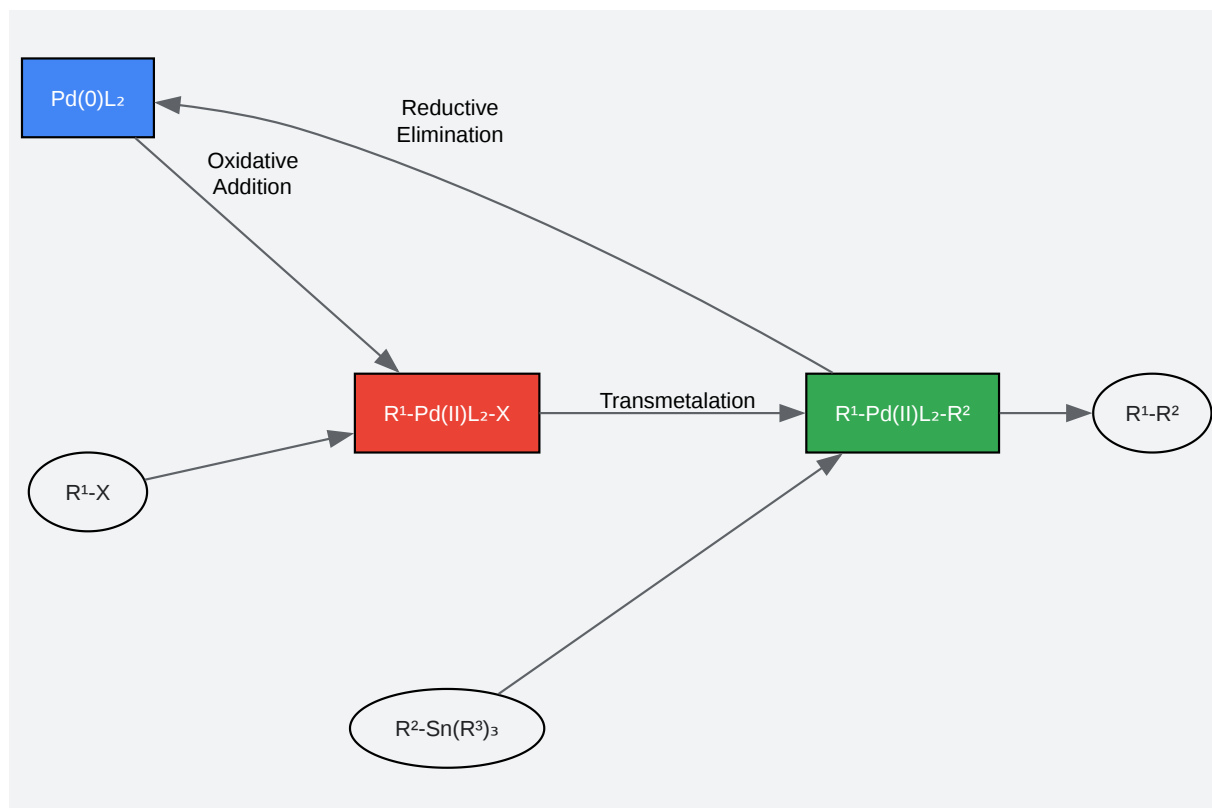 Pd(0)L₂
Reductive
Elimination
Oxidative
Addition
R¹-Pd(II)L₂-X
Transmetalation
R¹-Pd(II)L₂-R²
R¹-R²
R¹-X
R²-Sn(R³)₃